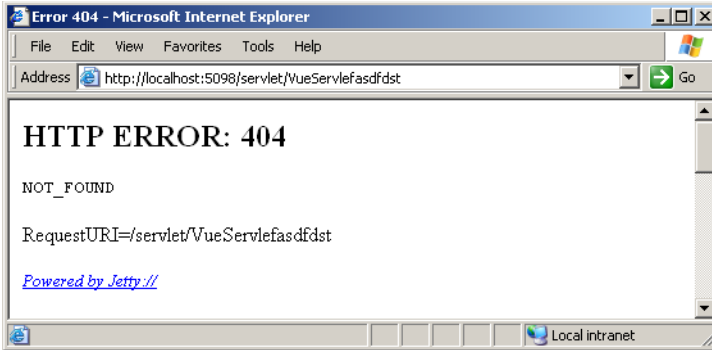 Error 404 - Microsoft Internet Explorer
File Edit View Favorites Tools Help
Address http://localhost:5098/servlet/VueServlefasdfdst Go
HTTP ERROR: 404
NOT_FOUND
RequestURI=/servlet/VueServlefasdfdst
Powered by Jetty://
Local intranet